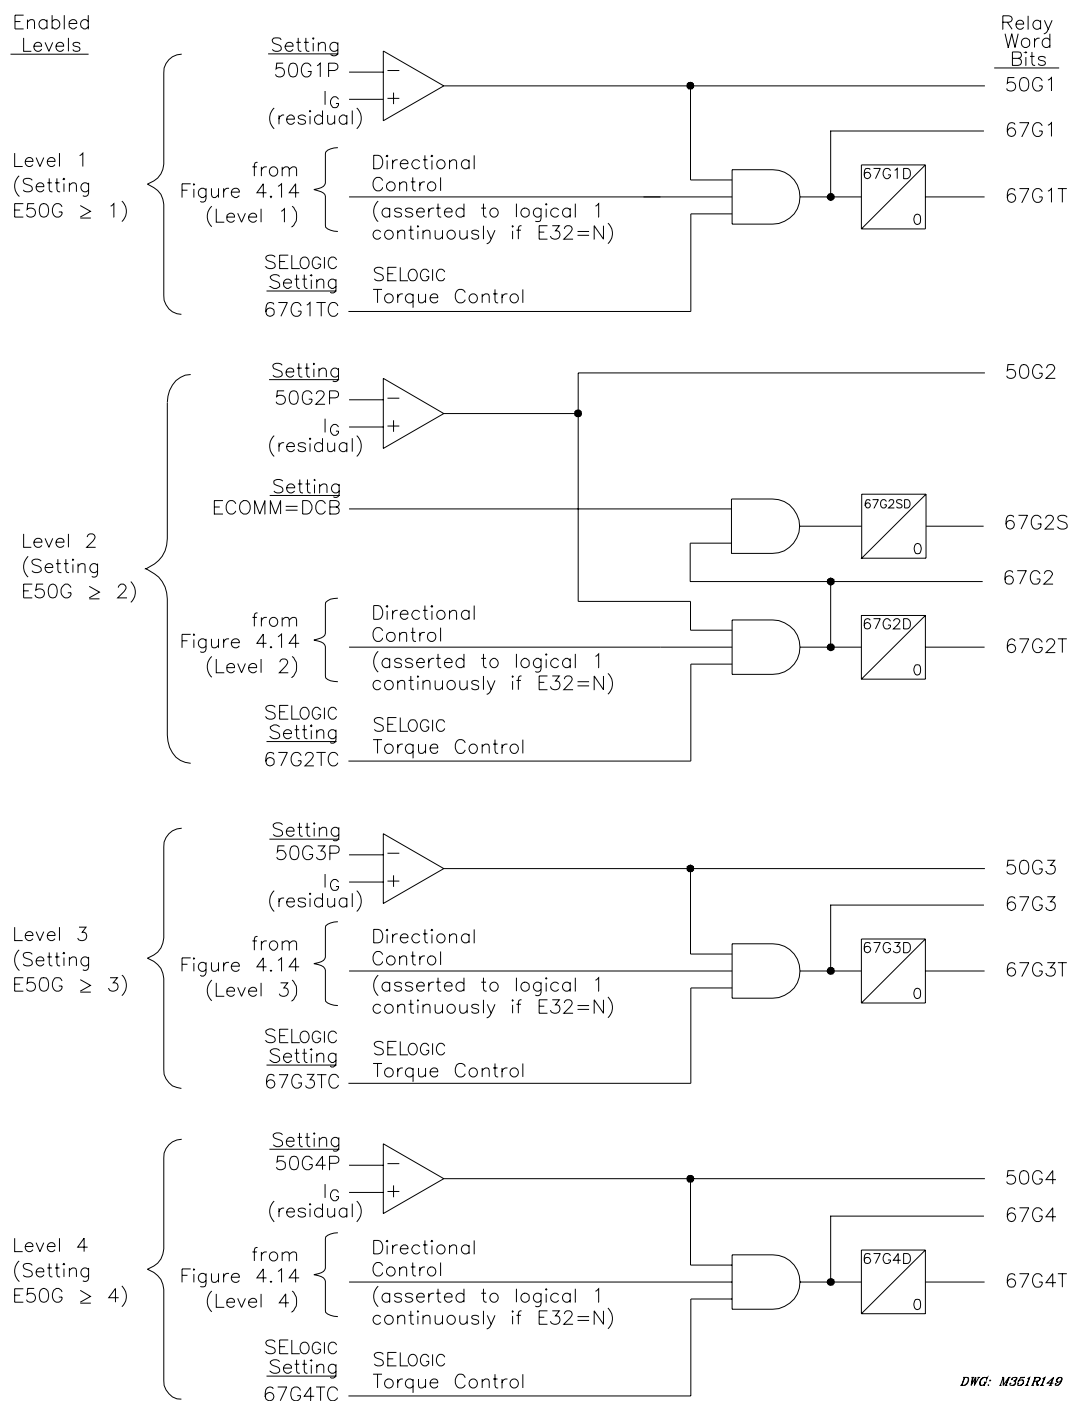 Enabled
Levels
Relay
Word
Bits
Level 1
(Setting
E50G ≥ 1)
Setting
50G1P
−
IG
+
(residual)
from
Figure 4.14
(Level 1)
Directional
Control
(asserted to logical 1
continuously if E32=N)
SELOGIC
Setting
67G1TC
SELOGIC
Torque Control
67G1D
0
50G1
67G1
67G1T
Level 2
(Setting
E50G ≥ 2)
Setting
50G2P
−
IG
+
(residual)
Setting
ECOMM=DCB
from
Figure 4.14
(Level 2)
Directional
Control
(asserted to logical 1
continuously if E32=N)
SELOGIC
Setting
67G2TC
SELOGIC
Torque Control
67G2SD
0
67G2D
0
50G2
67G2S
67G2
67G2T
Level 3
(Setting
E50G ≥ 3)
Setting
50G3P
−
IG
+
(residual)
from
Figure 4.14
(Level 3)
Directional
Control
(asserted to logical 1
continuously if E32=N)
SELOGIC
Setting
67G3TC
SELOGIC
Torque Control
67G3D
0
50G3
67G3
67G3T
Level 4
(Setting
E50G ≥ 4)
Setting
50G4P
−
IG
+
(residual)
from
Figure 4.14
(Level 4)
Directional
Control
(asserted to logical 1
continuously if E32=N)
SELOGIC
Setting
67G4TC
SELOGIC
Torque Control
67G4D
0
50G4
67G4
67G4T
DWG: M351R149